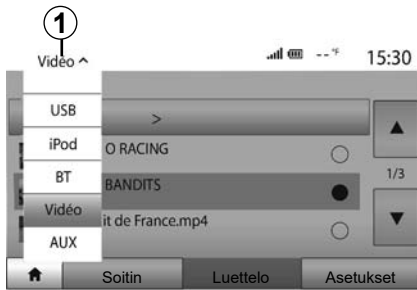 1
Vidéo ^ -- °F 15:30
USB
>
iPod
O RACING
BT
1/3
BANDITS
Vidéo
it de France.mp4
AUX
Soitin Luettelo Asetukset